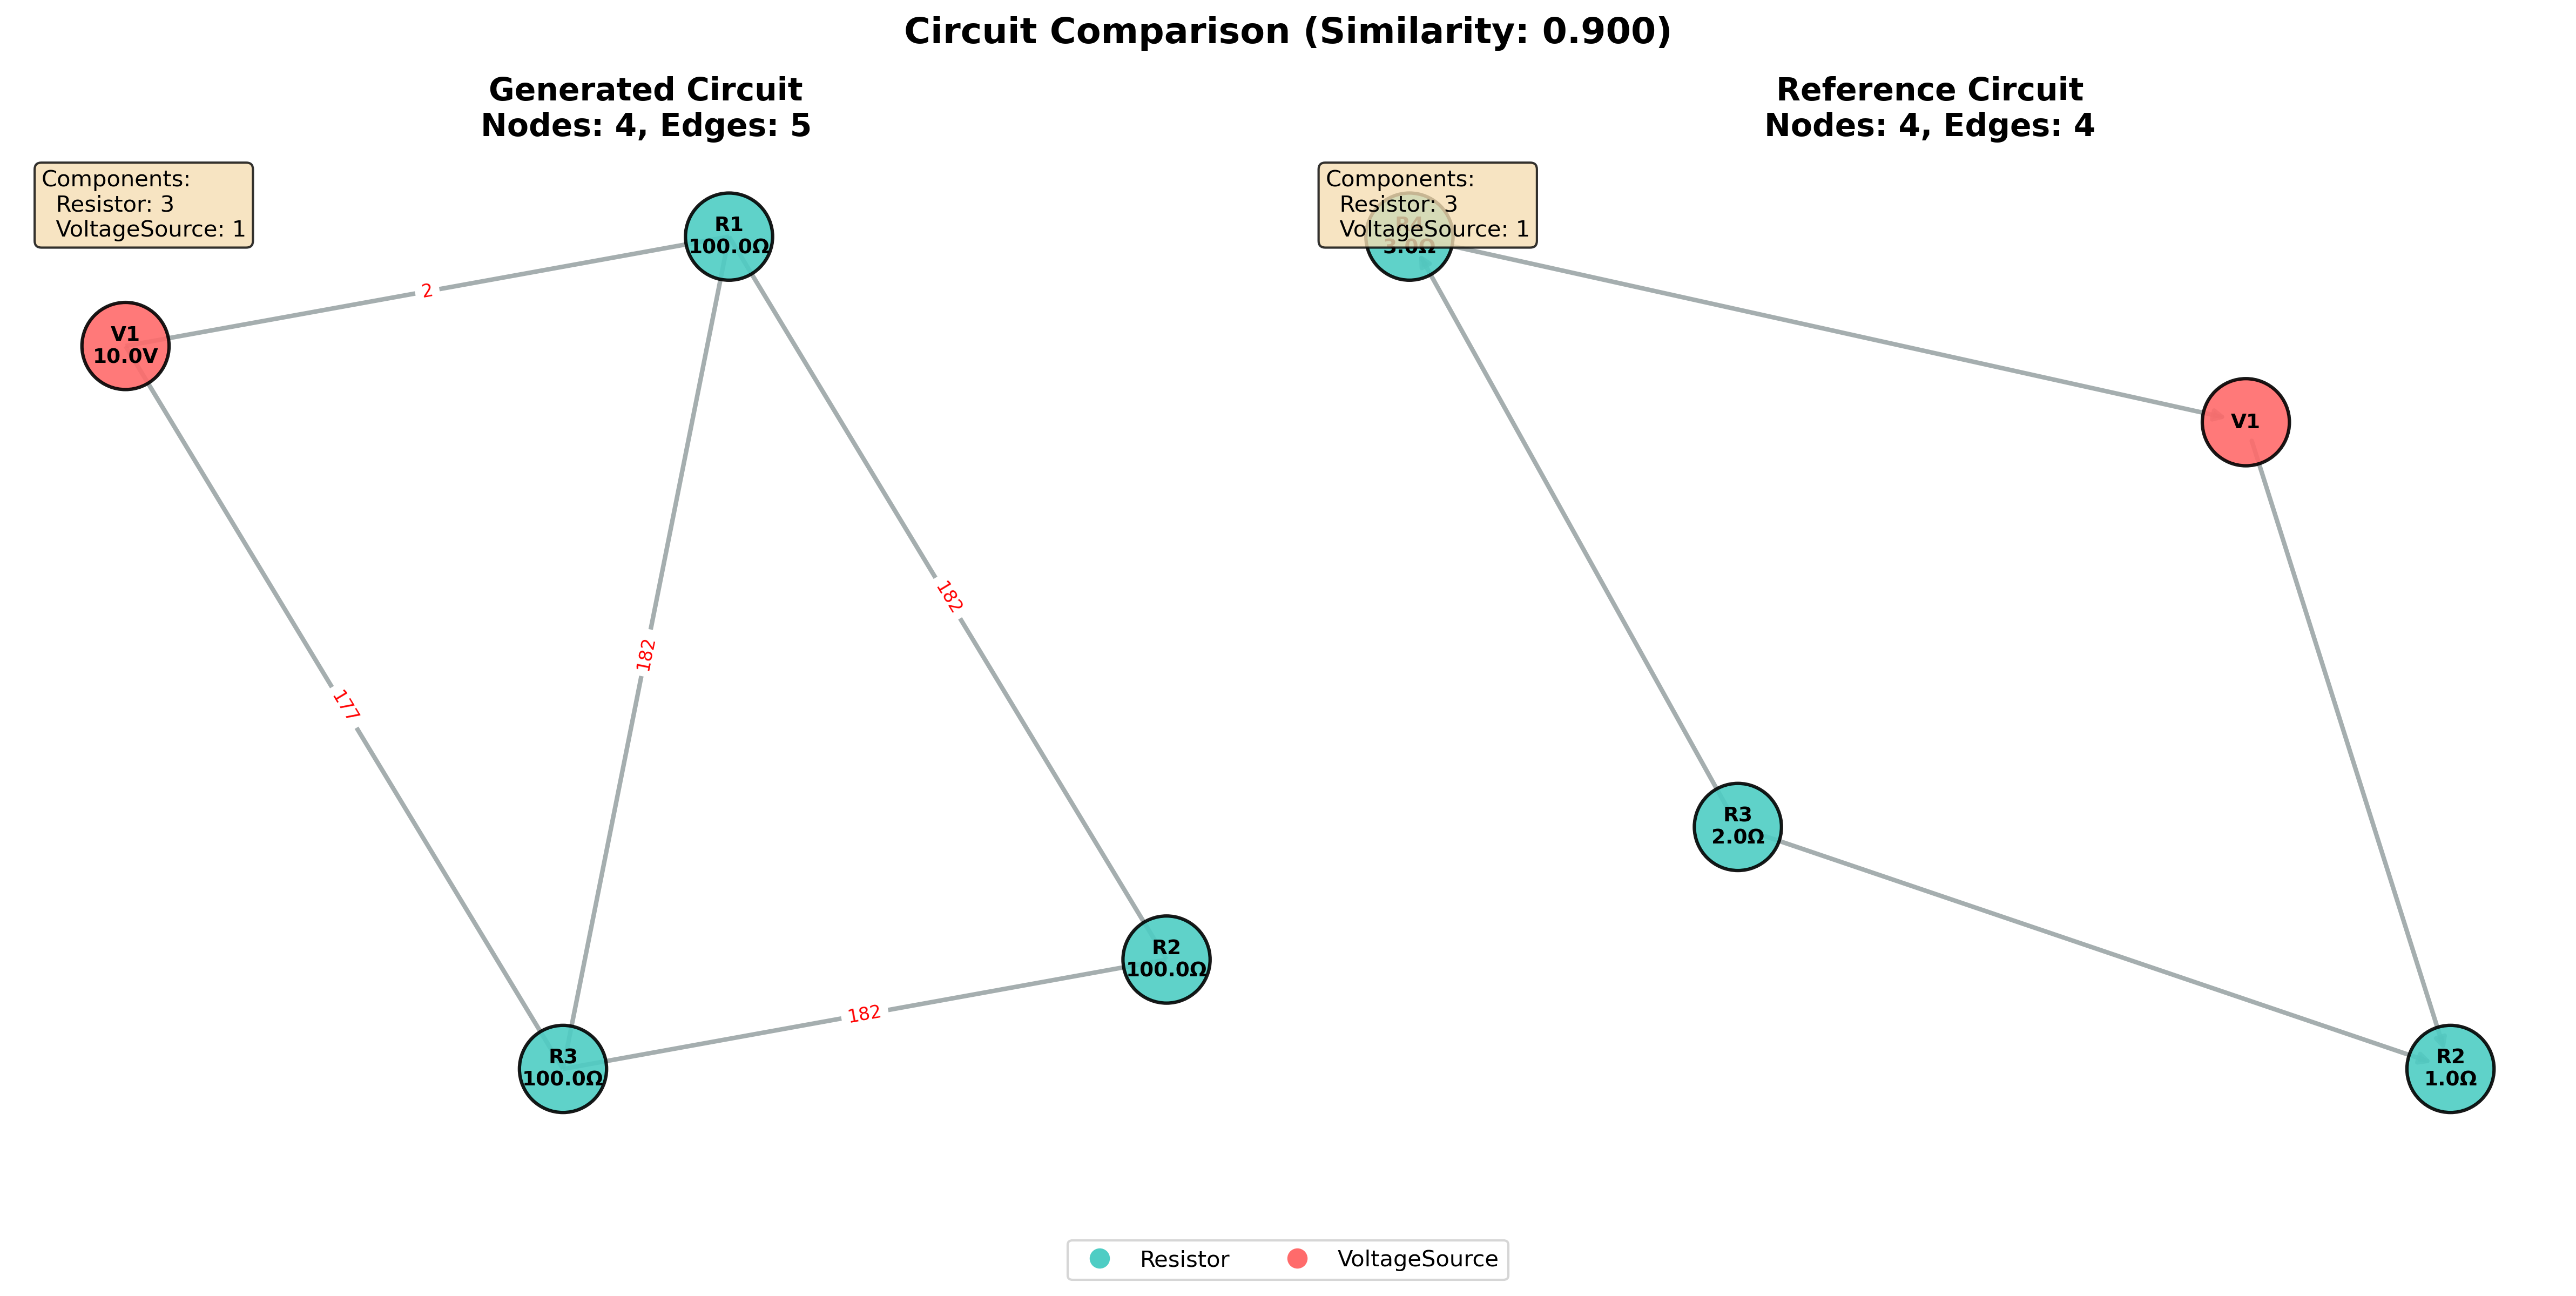 Circuit Comparison (Similarity: 0.900)
Generated Circuit
Nodes: 4, Edges: 5
Components:
Resistor: 3
VoltageSource: 1
R1
100.0Ω
2
V1
10.0V
182
182
177
R2
100.0Ω
182
R3
100.0Ω
Reference Circuit
Nodes: 4, Edges: 4
Components:
Resistor: 3
VoltageSource: 1
R4
3.0Ω
V1
R3
2.0Ω
R2
1.0Ω
Resistor
VoltageSource